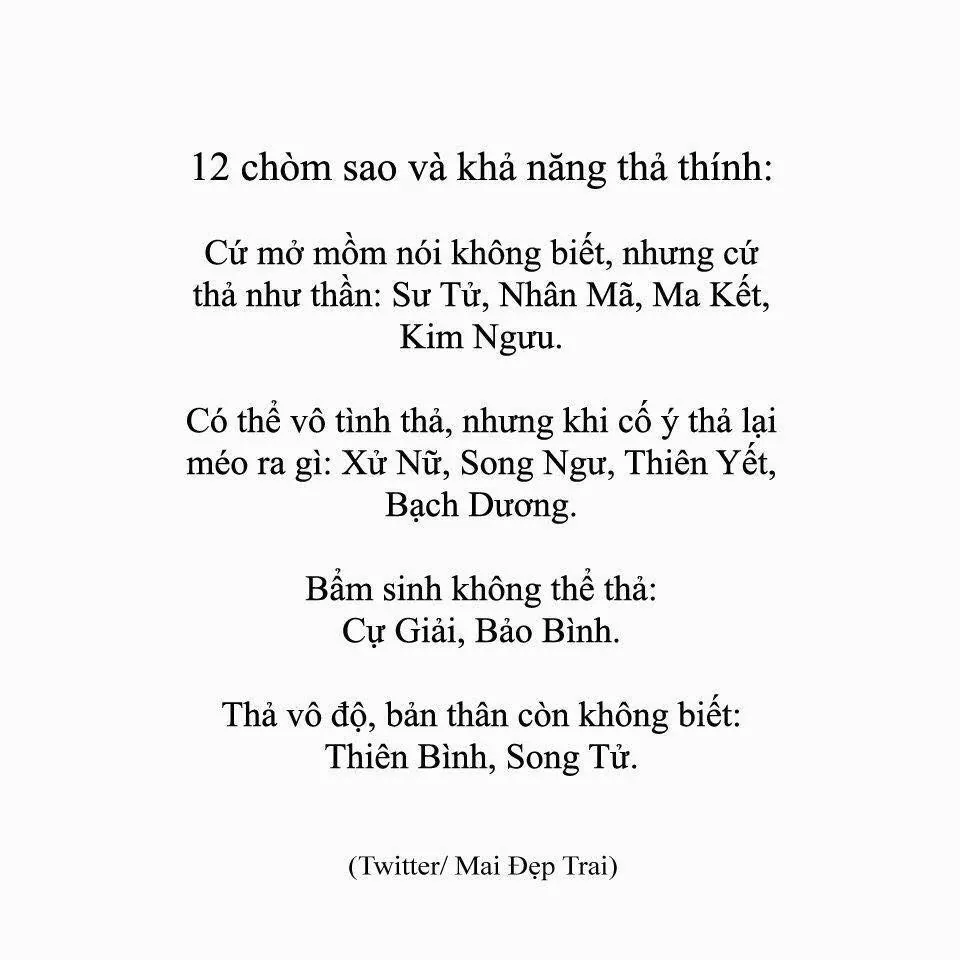 12 chòm sao và khả năng thả thính:
Cứ mở mồm nói không biết, nhưng cứ
thả như thần: Sư Tử, Nhân Mã, Ma Kết,
Kim Ngưu.
Có thể vô tình thả, nhưng khi cố ý thả lại
méo ra gì: Xử Nữ, Song Ngư, Thiên Yết,
Bạch Dương.
Bẩm sinh không thể thả:
Cự Giải, Bảo Bình.
Thả vô độ, bản thân còn không biết:
Thiên Bình, Song Tử.
(Twitter/ Mai Đẹp Trai)